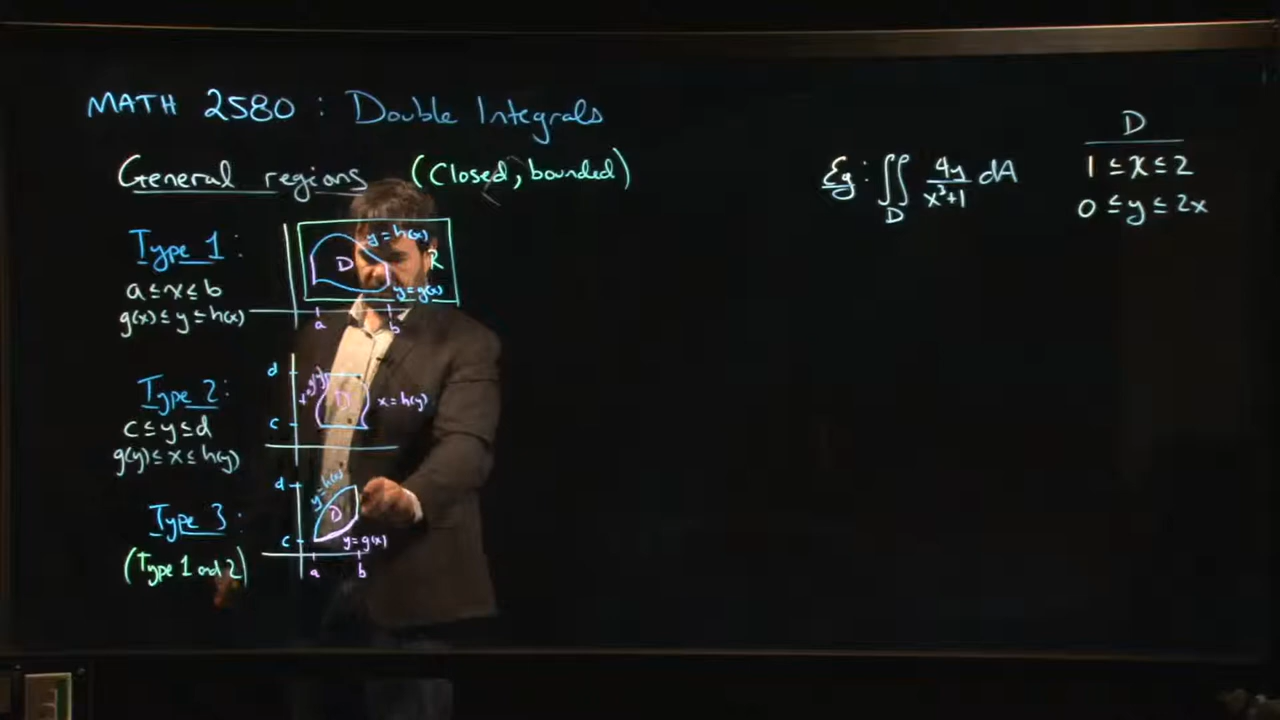 MATH 2580 : Double Integrals
General regions (Closed, bounded)
Type 1 :
a ≤ x ≤ b
g(x) ≤ y ≤ h(x)
y = h(x)
D
R
y = g(x)
a b
Type 2 :
c ≤ y ≤ d
g(y) ≤ x ≤ h(y)
d
x = g(y)
D
x = h(y)
c
Type 3 :
(Type 1 and 2)
d
y = h(x)
D
c
y = g(x)
a b
Eg : ∬_D 4y/(x³+1) dA
D
1 ≤ x ≤ 2
0 ≤ y ≤ 2x